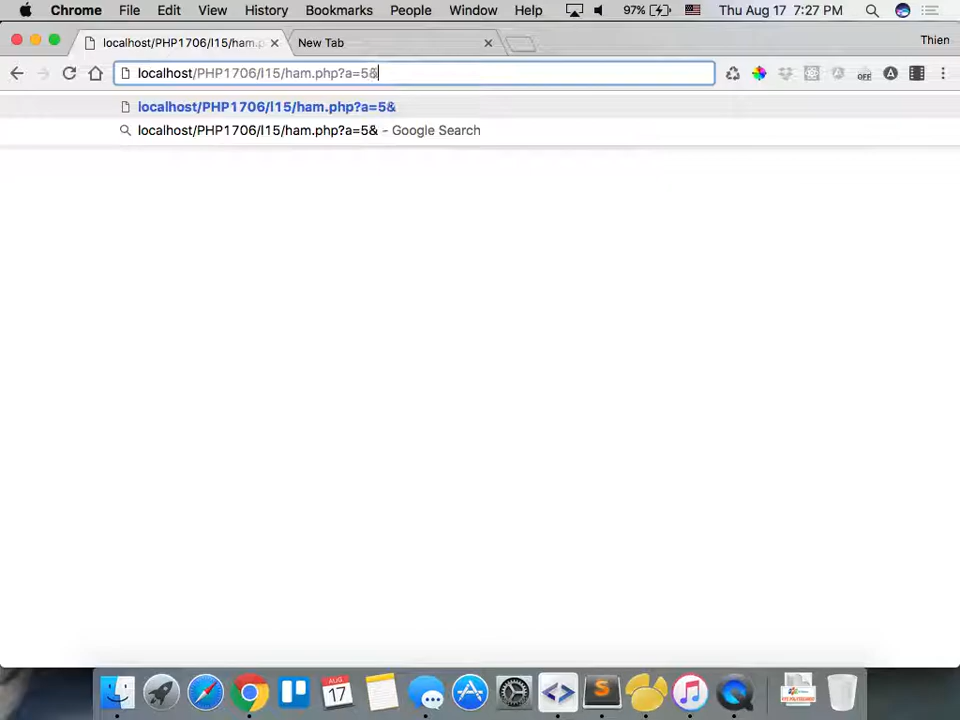 Chrome File Edit View History Bookmarks People Window Help 97% Thu Aug 17 7:27 PM
localhost/PHP1706/l15/ham.p New Tab Thien
localhost/PHP1706/l15/ham.php?a=5& OFF A
localhost/PHP1706/l15/ham.php?a=5&
localhost/PHP1706/l15/ham.php?a=5& - Google Search
AUG
17